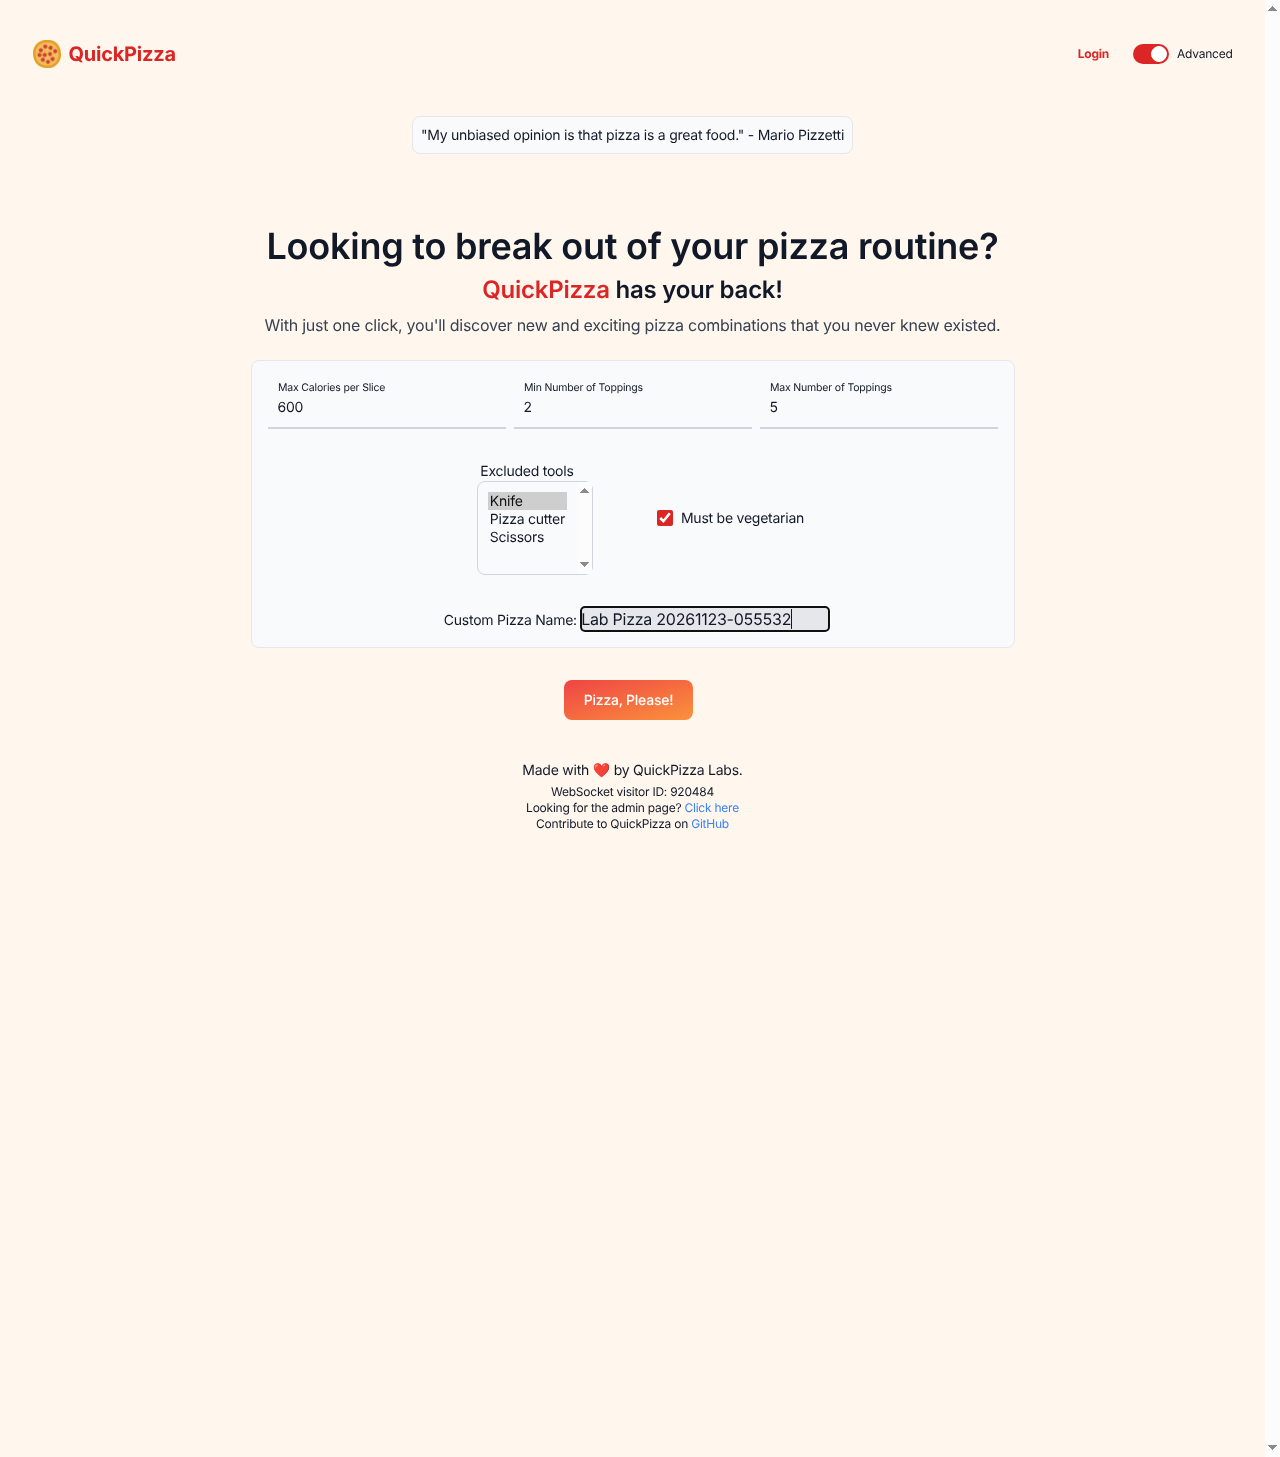 QuickPizza
Login
Advanced
"My unbiased opinion is that pizza is a great food." - Mario Pizzetti
Looking to break out of your pizza routine?
QuickPizza has your back!
With just one click, you'll discover new and exciting pizza combinations that you never knew existed.
Max Calories per Slice
600
Min Number of Toppings
2
Max Number of Toppings
5
Excluded tools
Knife
Pizza cutter
Scissors
Must be vegetarian
Custom Pizza Name: Lab Pizza 20261123-055532
Pizza, Please!
Made with ❤️ by QuickPizza Labs.
WebSocket visitor ID: 920484
Looking for the admin page? Click here
Contribute to QuickPizza on GitHub